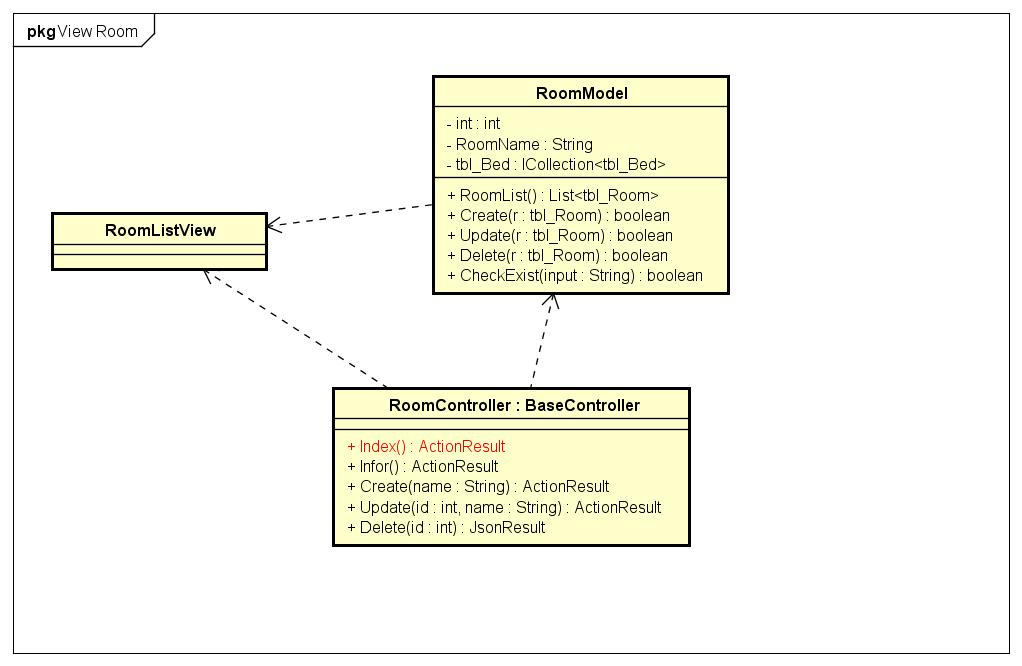 pkg View Room
RoomModel
- int : int
- RoomName : String
- tbl_Bed : ICollection<tbl_Bed>
+ RoomList() : List<tbl_Room>
+ Create(r : tbl_Room) : boolean
+ Update(r : tbl_Room) : boolean
+ Delete(r : tbl_Room) : boolean
+ CheckExist(input : String) : boolean
RoomListView
RoomController : BaseController
+ Index() : ActionResult
+ Infor() : ActionResult
+ Create(name : String) : ActionResult
+ Update(id : int, name : String) : ActionResult
+ Delete(id : int) : JsonResult